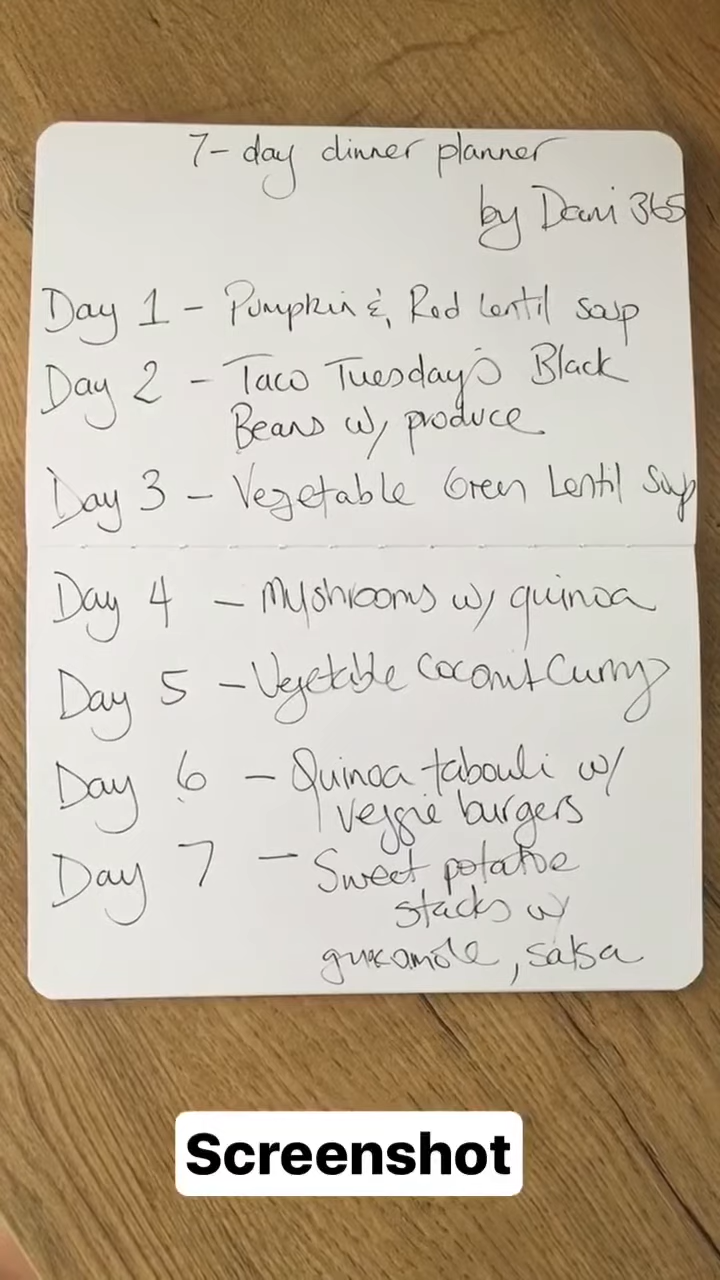 7-day dinner planner
by Dani 365
Day 1 - Pumpkin & Red Lentil soup
Day 2 - Taco Tuesday's Black
Beans w/ produce
Day 3 - Vegetable Green Lentil Soup
Day 4 - Mushrooms w/ quinoa
Day 5 - Vegetable Coconut Curry
Day 6 - Quinoa tabouli w/
veggie burgers
Day 7 - Sweet potatoe
stacks w/
guacamole, salsa
Screenshot